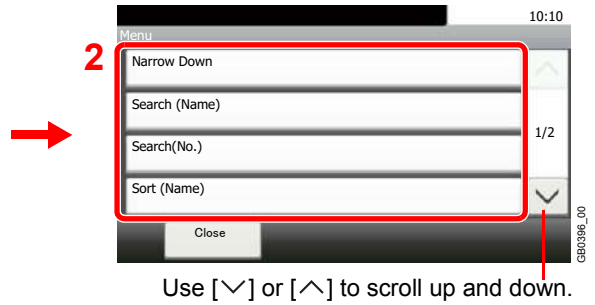 10:10
Menu
2
Narrow Down
Search (Name)
Search(No.)
1/2
Sort (Name)
Close
GB0396_00
Use [∨] or [∧] to scroll up and down.